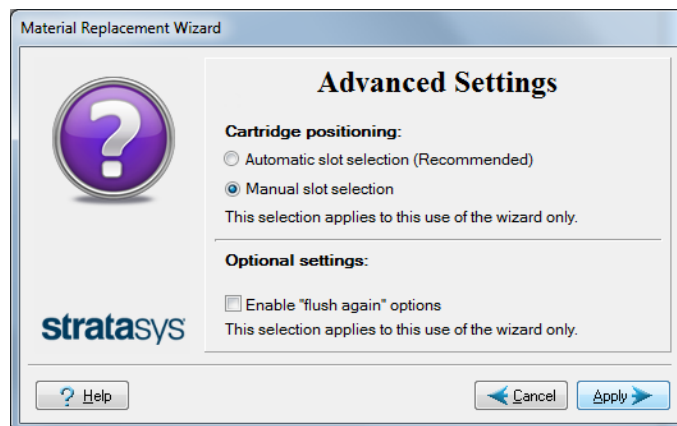 Material Replacement Wizard
Advanced Settings
Cartridge positioning:
Automatic slot selection (Recommended)
Manual slot selection
This selection applies to this use of the wizard only.
Optional settings:
Enable "flush again" options
This selection applies to this use of the wizard only.
stratasys
? Help
Cancel
Apply